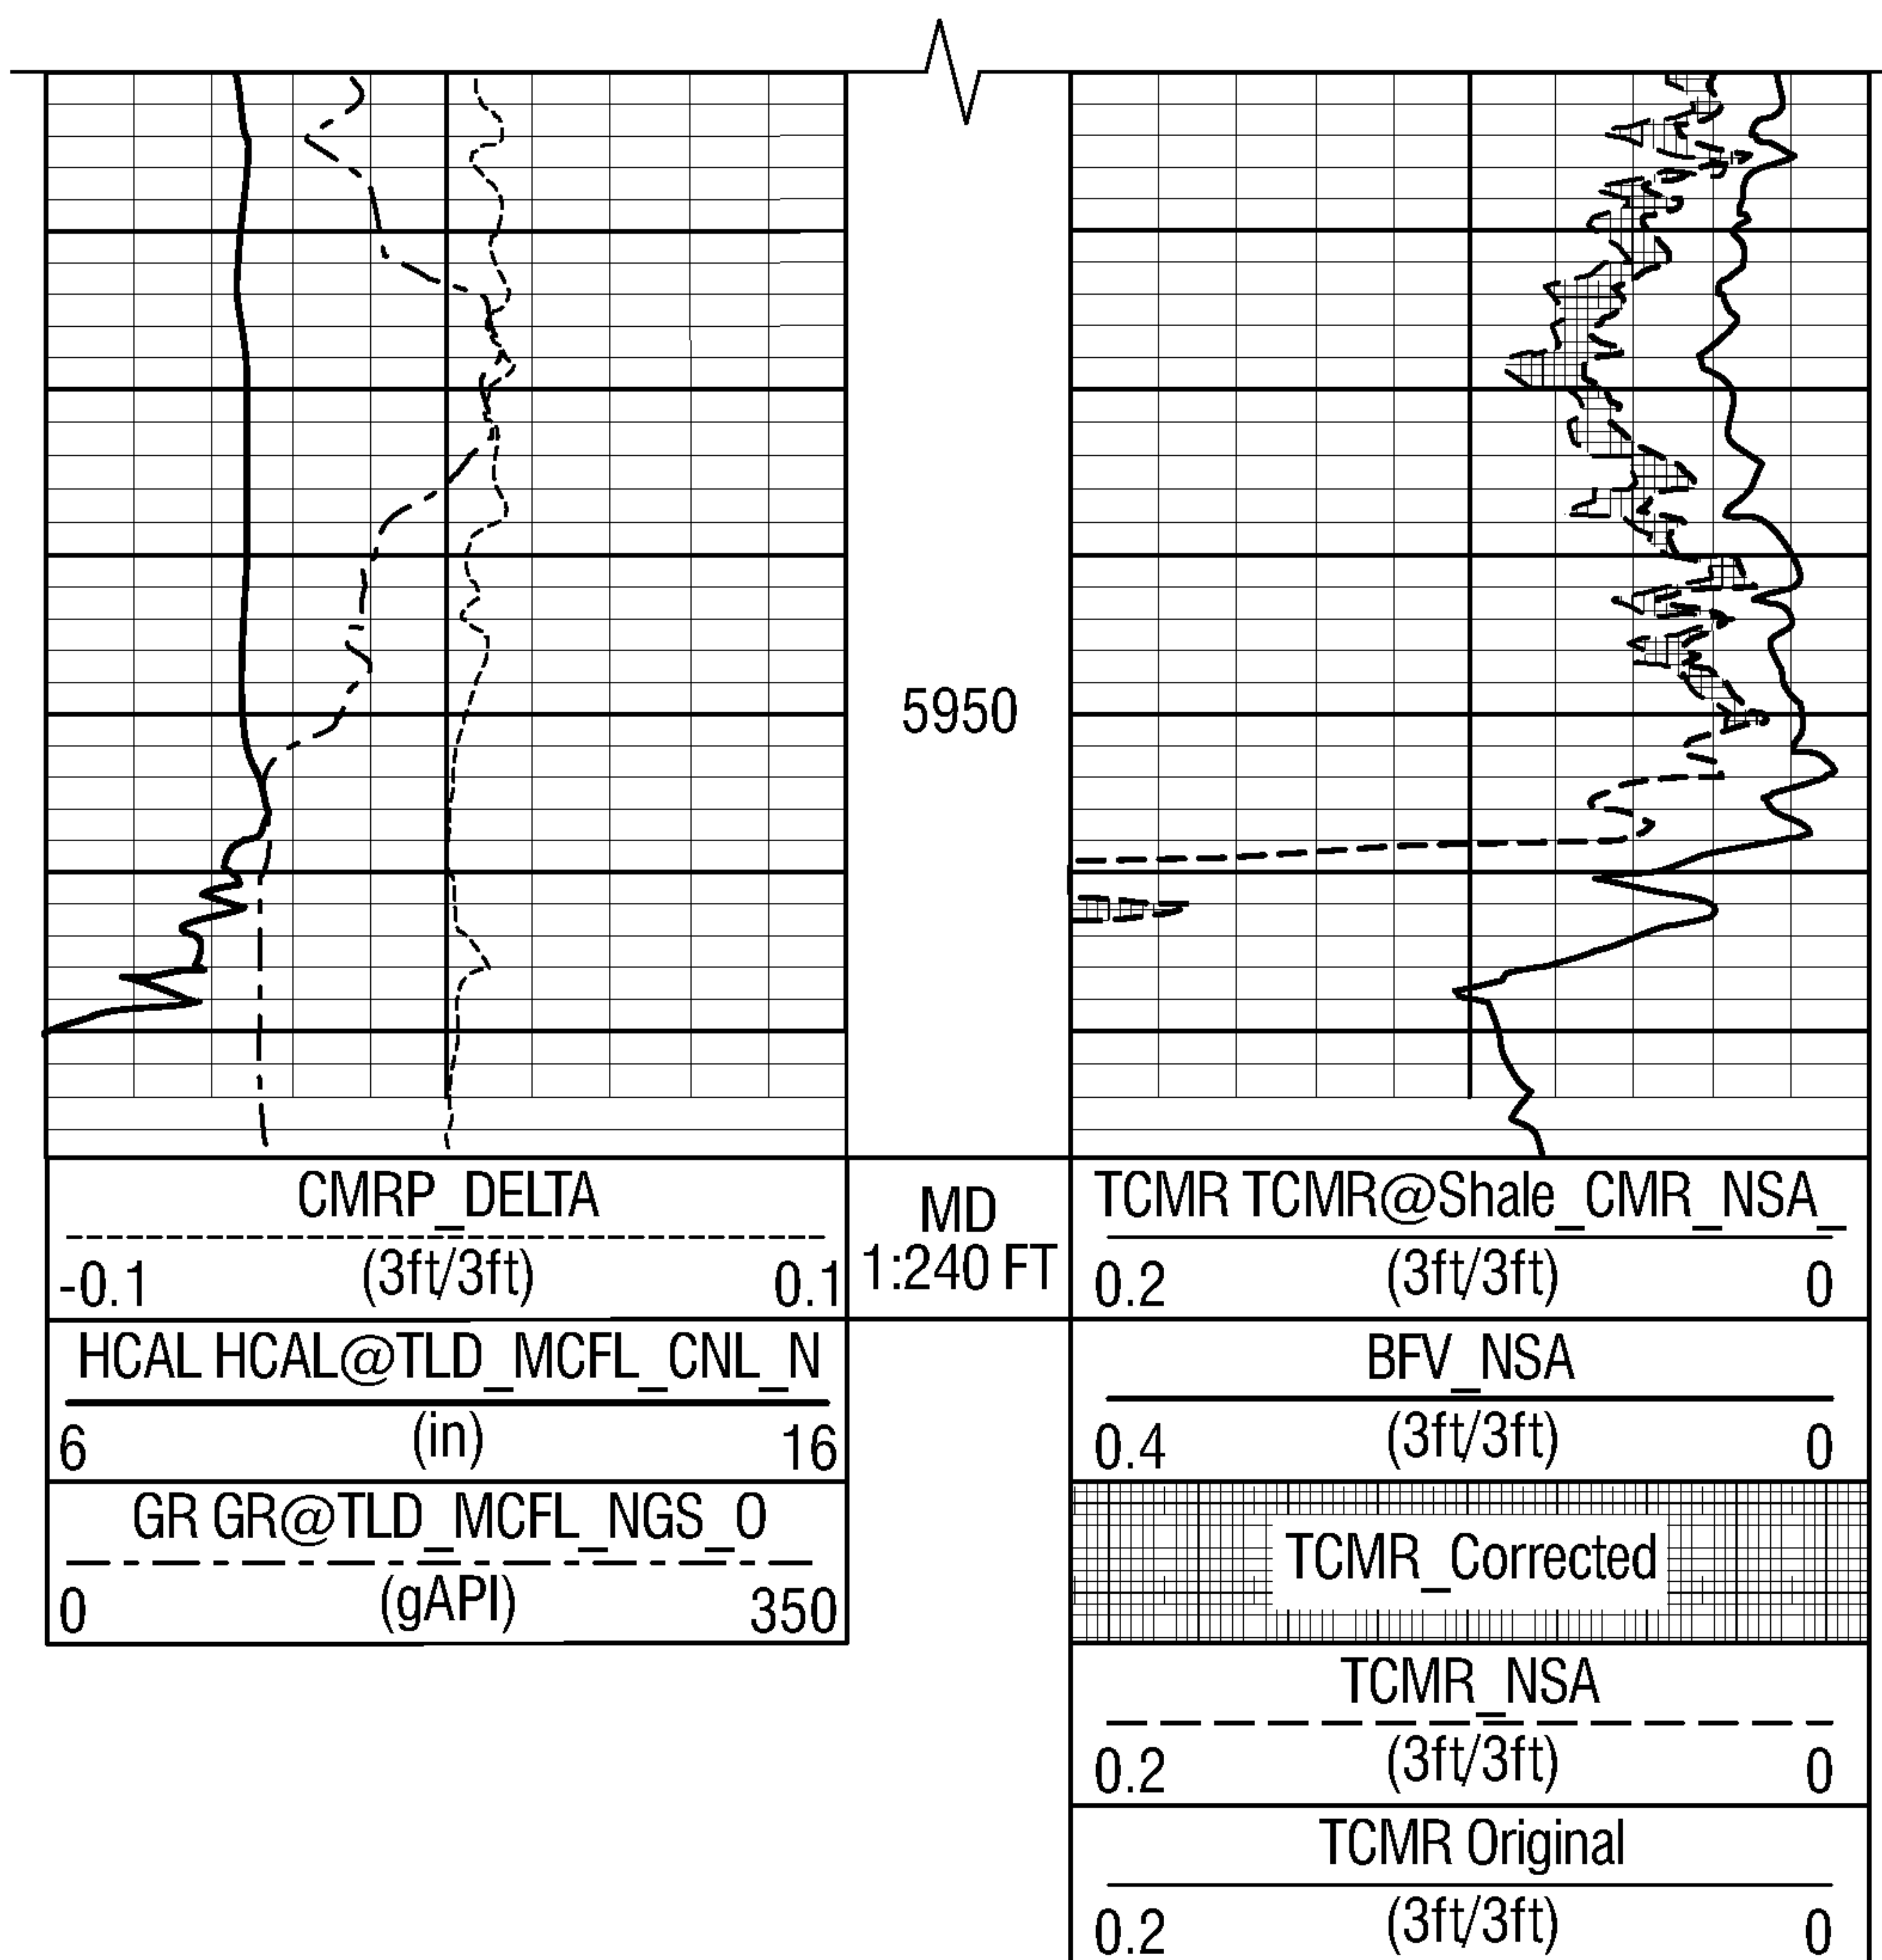 5950
CMRP_DELTA
(3ft/3ft)
-0.1 0.1
HCAL HCAL@TLD_MCFL_CNL_N
(in)
6 16
GR GR@TLD_MCFL_NGS_O
(gAPI)
0 350
MD
1:240 FT
TCMR TCMR@Shale_CMR_NSA_
(3ft/3ft)
0.2 0
BFV_NSA
(3ft/3ft)
0.4 0
TCMR_Corrected
TCMR_NSA
(3ft/3ft)
0.2 0
TCMR Original
(3ft/3ft)
0.2 0